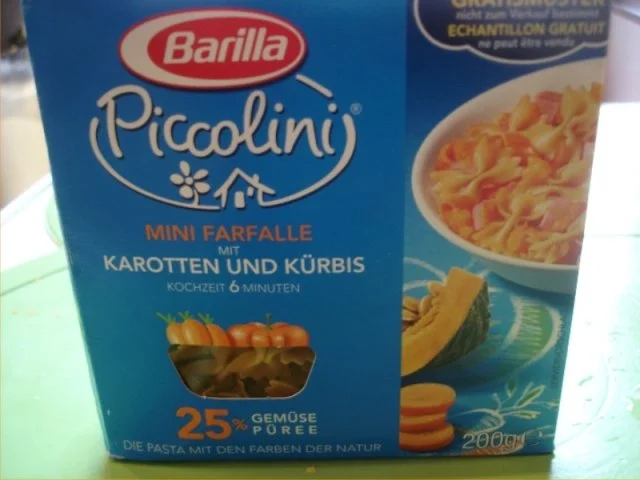 GRATISMUSTER
nicht zum Verkauf bestimmt
ECHANTILLON GRATUIT
ne peut être vendu
Barilla
Piccolini®
MINI FARFALLE
MIT
KAROTTEN UND KÜRBIS
KOCHZEIT 6 MINUTEN
25% GEMÜSE
PÜREE
DIE PASTA MIT DEN FARBEN DER NATUR
200g e